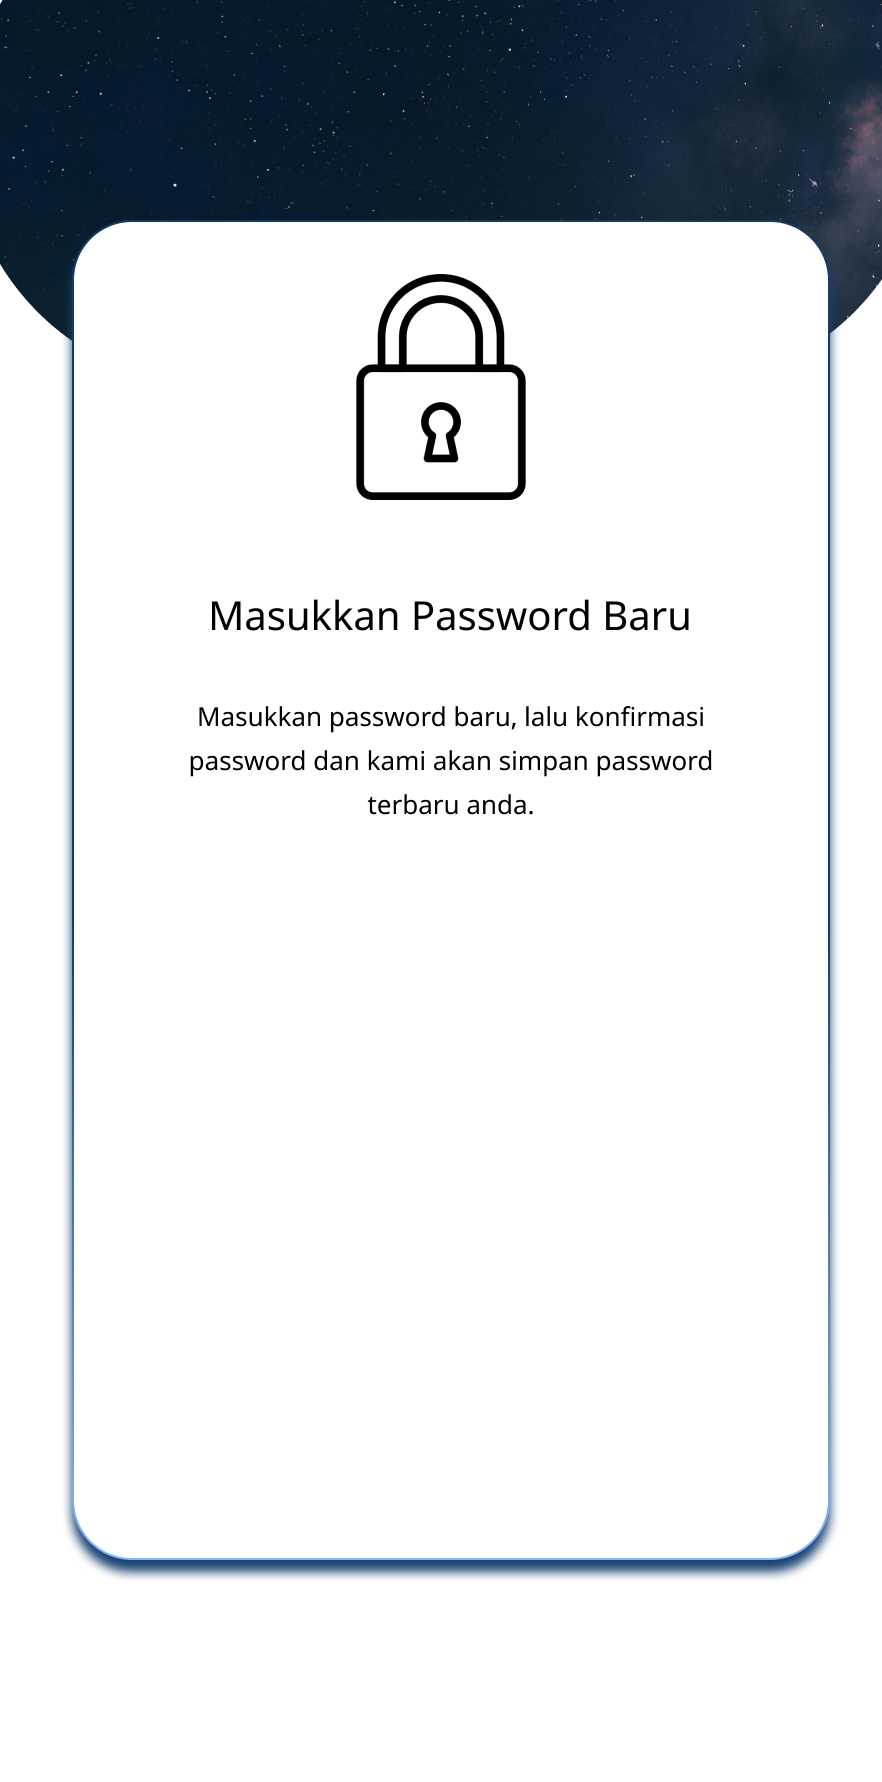 Masukkan Password Baru
Masukkan password baru, lalu konfirmasi
password dan kami akan simpan password
terbaru anda.